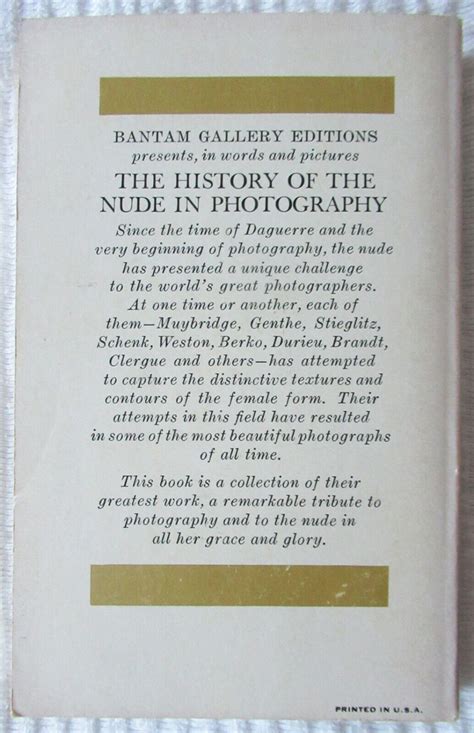 BANTAM GALLERY EDITIONS
presents, in words and pictures
THE HISTORY OF THE
NUDE IN PHOTOGRAPHY
Since the time of Daguerre and the
very beginning of photography, the nude
has presented a unique challenge
to the world's great photographers.
At one time or another, each of
them—Muybridge, Genthe, Stieglitz,
Schenk, Weston, Berko, Durieu, Brandt,
Clergue and others—has attempted
to capture the distinctive textures and
contours of the female form. Their
attempts in this field have resulted
in some of the most beautiful photographs
of all time.
This book is a collection of their
greatest work, a remarkable tribute to
photography and to the nude in
all her grace and glory.
PRINTED IN U.S.A.